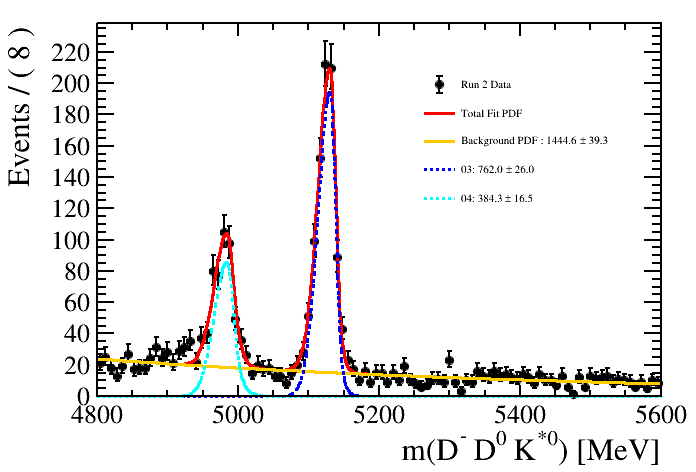 Events / ( 8 )
220
200
180
160
140
120
100
80
60
40
20
0
Run 2 Data
Total Fit PDF
Background PDF : 1444.6 ± 39.3
03: 762.0 ± 26.0
04: 384.3 ± 16.5
4800 5000 5200 5400 5600
m(D⁻ D⁰ K*⁰) [MeV]